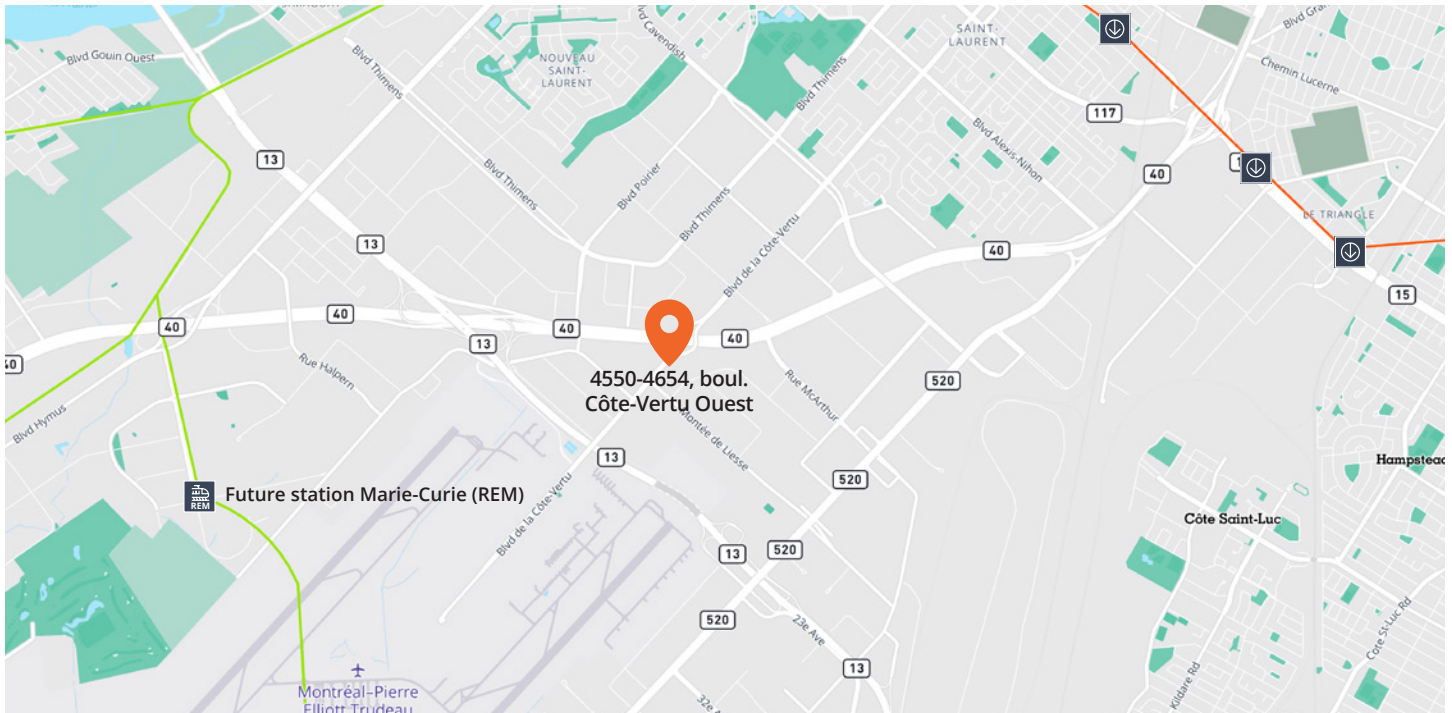 SAINT-
LAURENT
Blvd Gouin Ouest
Blvd Thimens
NOUVEAU
SAINT-
LAURENT
Blvd Cavendish
Blvd Thimens
Chemin Lucerne
117
Blvd Alexis-Nihon
13
40
Blvd Thimens
Blvd Poirier
Blvd Thimens
LE TRIANGLE
Blvd de la Côte-Vertu
13
40
15
40
40
40
40
13
40
4550-4654, boul.
Côte-Vertu Ouest
Rue Halpern
Rue McArthur
520
Blvd Hymus
Montée de Liesse
13
Hampstead
520
REM
Future station Marie-Curie (REM)
Blvd de la Côte-Vertu
Côte Saint-Luc
13
520
520
23e Ave
Cote St-Luc Rd
13
Kildare Rd
32e
Montréal–Pierre
Elliott Trudeau